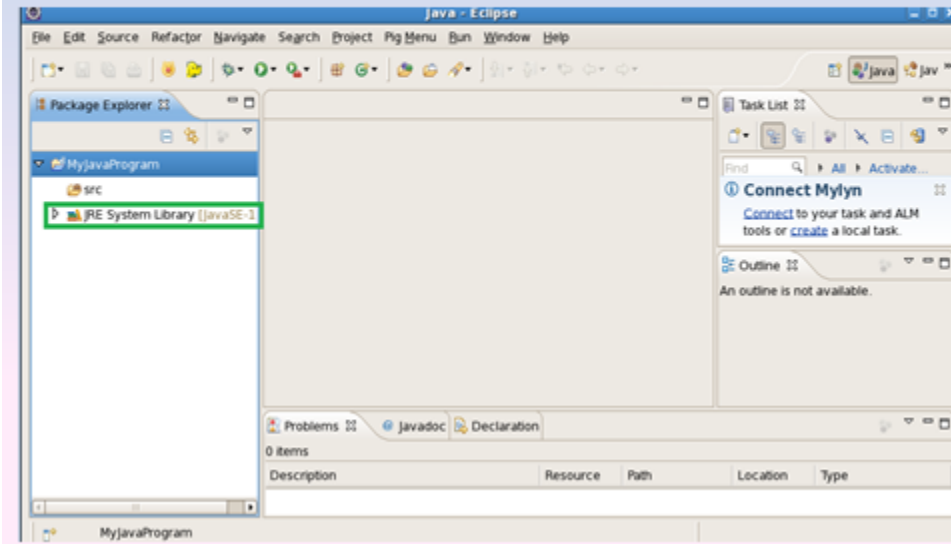 Java - Eclipse
File Edit Source Refactor Navigate Search Project Pig Menu Run Window Help
Java Jav
Package Explorer
MyJavaProgram
src
JRE System Library [JavaSE-1
Task List
Find All Activate...
Connect Mylyn
Connect to your task and ALM
tools or create a local task.
Outline
An outline is not available.
Problems Javadoc Declaration
0 items
Description Resource Path Location Type
MyJavaProgram